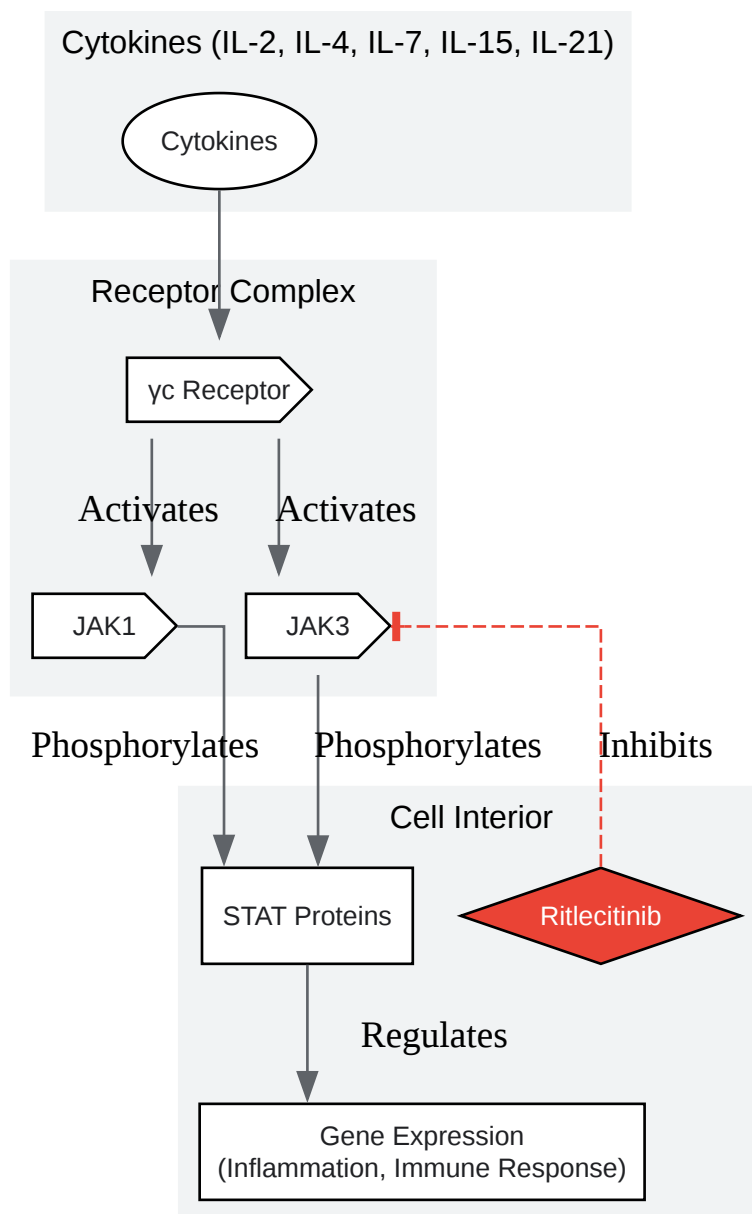 Cytokines (IL-2, IL-4, IL-7, IL-15, IL-21)
Cytokines
Receptor Complex
γc Receptor
Activates
Activates
JAK1
JAK3
Phosphorylates
Phosphorylates
Inhibits
Cell Interior
STAT Proteins
Ritlecitinib
Regulates
Gene Expression
(Inflammation, Immune Response)